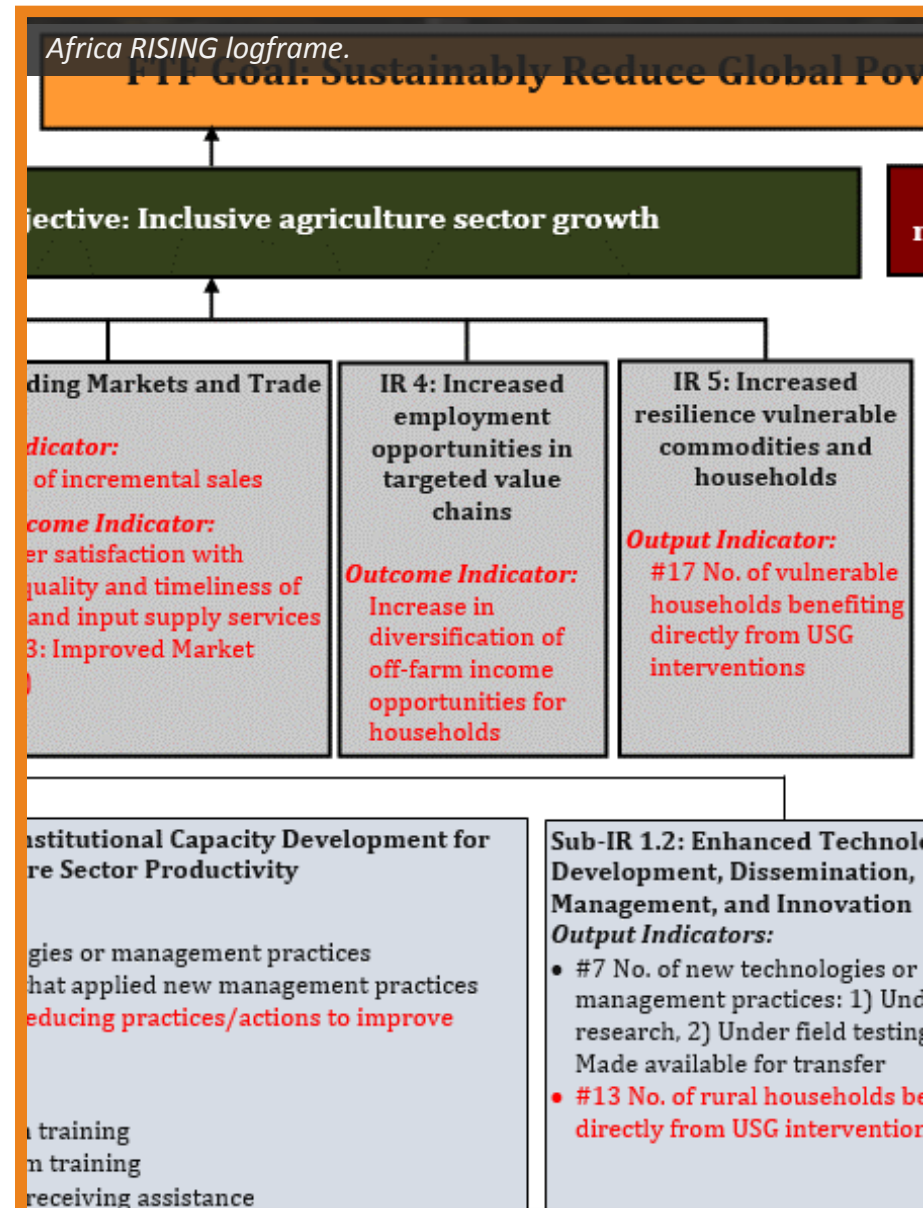 Africa RISING logframe.
FTF Goal: Sustainably Reduce Global Pov
jective: Inclusive agriculture sector growth
ding Markets and Trade
dicator:
of incremental sales
come Indicator:
er satisfaction with
quality and timeliness of
and input supply services
3: Improved Market
)
IR 4: Increased
employment
opportunities in
targeted value
chains
Outcome Indicator:
Increase in
diversification of
off-farm income
opportunities for
households
IR 5: Increased
resilience vulnerable
commodities and
households
Output Indicator:
#17 No. of vulnerable
households benefiting
directly from USG
interventions
nstitutional Capacity Development for
re Sector Productivity
gies or management practices
that applied new management practices
educing practices/actions to improve
training
m training
receiving assistance
Sub-IR 1.2: Enhanced Technol
Development, Dissemination,
Management, and Innovation
Output Indicators:
• #7 No. of new technologies or
management practices: 1) Und
research, 2) Under field testing
Made available for transfer
• #13 No. of rural households be
directly from USG intervention